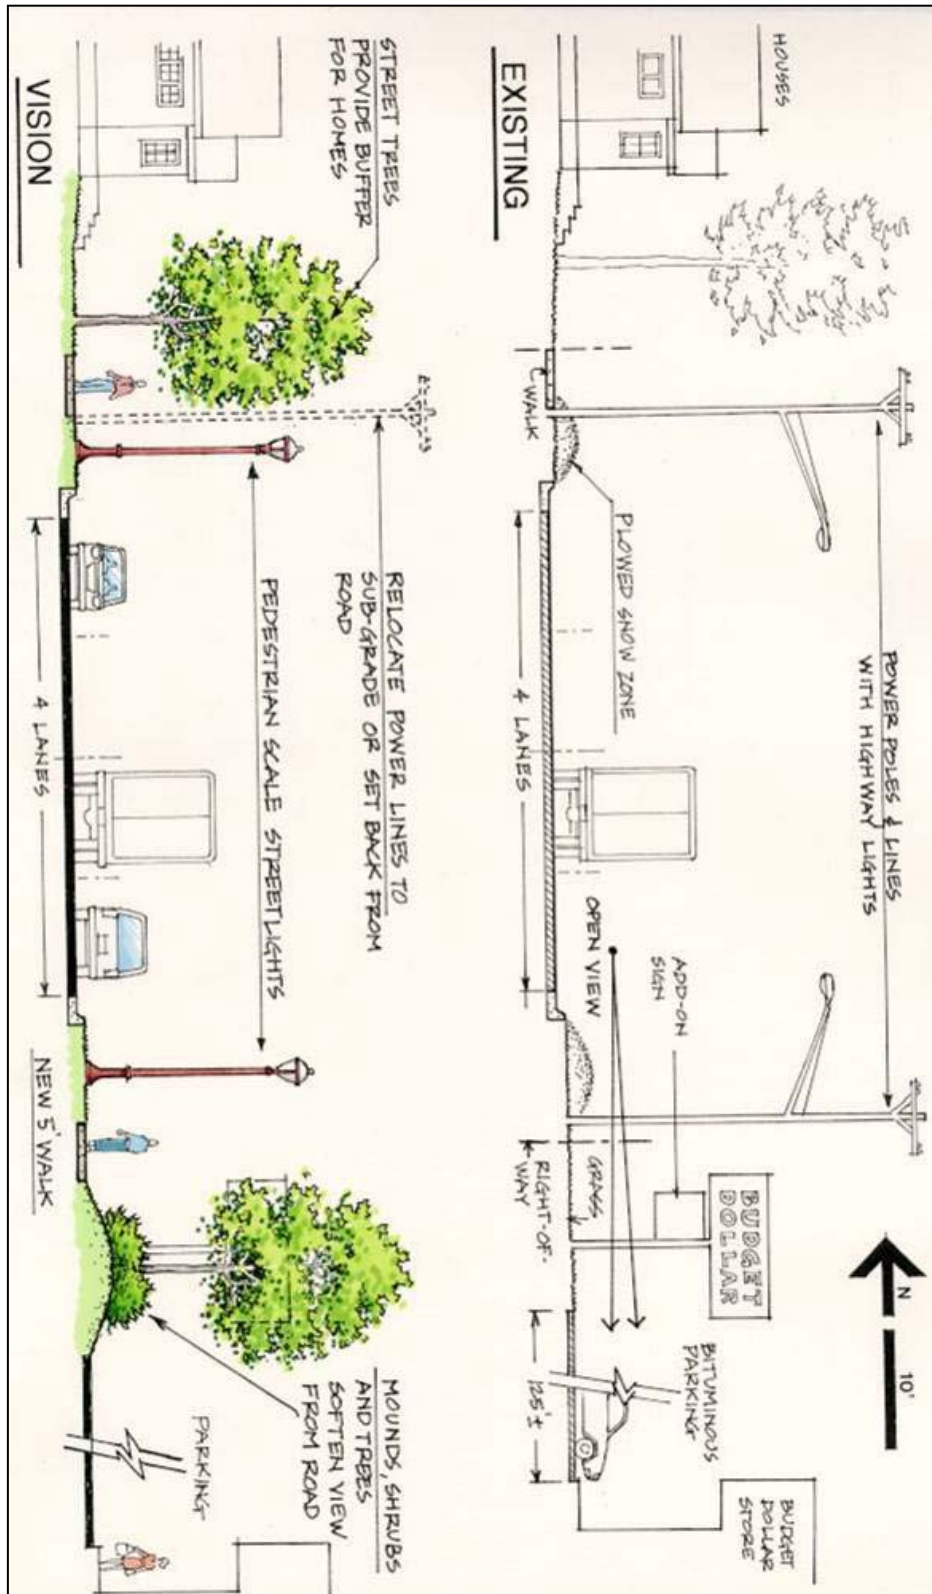 HOUSES
POWER POLES & LINES
WITH HIGHWAY LIGHTS
N
10'
WALK
PLOWED SNOW ZONE
4 LANES
OPEN VIEW
ADD-ON
SIGN
BUDGET
DOLLAR
GRASS
RIGHT-OF-
WAY
BITUMINOUS
PARKING
125' ±
BUDGET
DOLLAR
STORE
EXISTING
STREET TREES
PROVIDE BUFFER
FOR HOMES
RELOCATE POWER LINES TO
SUB-GRADE OR SET BACK FROM
ROAD
PEDESTRIAN SCALE STREETLIGHTS
4 LANES
NEW 5' WALK
MOUNDS, SHRUBS
AND TREES
SOFTEN VIEW
FROM ROAD
PARKING
VISION